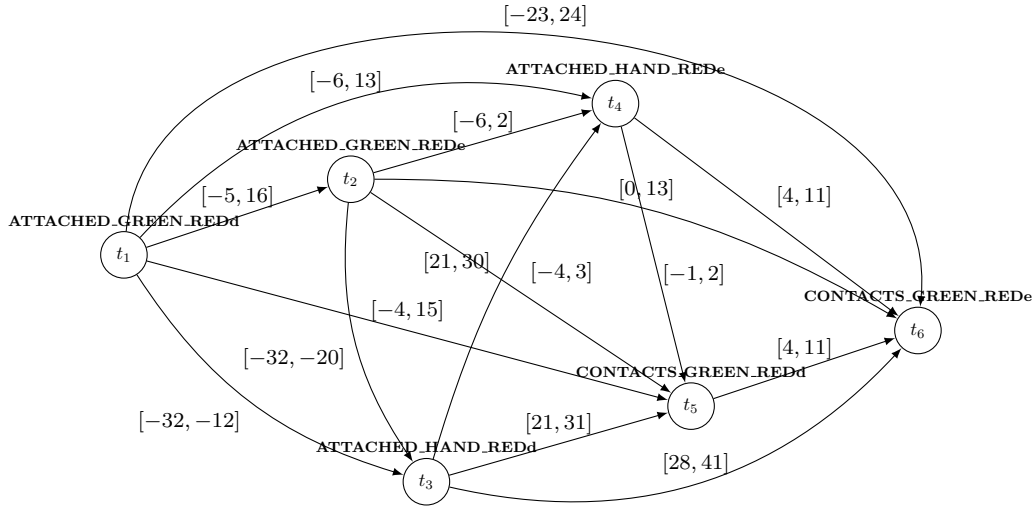 [−23, 24]
ATTACHED_HAND_REDe
[−6, 13]
t4
[−6, 2]
ATTACHED_GREEN_REDe
t2
[−5, 16]
[0, 13]
[4, 11]
ATTACHED_GREEN_REDd
t1
[21, 30]
[−4, 3]
[−1, 2]
CONTACTS_GREEN_REDe
[−4, 15]
t6
[−32, −20]
[4, 11]
CONTACTS_GREEN_REDd
t5
[−32, −12]
[21, 31]
ATTACHED_HAND_REDd
[28, 41]
t3